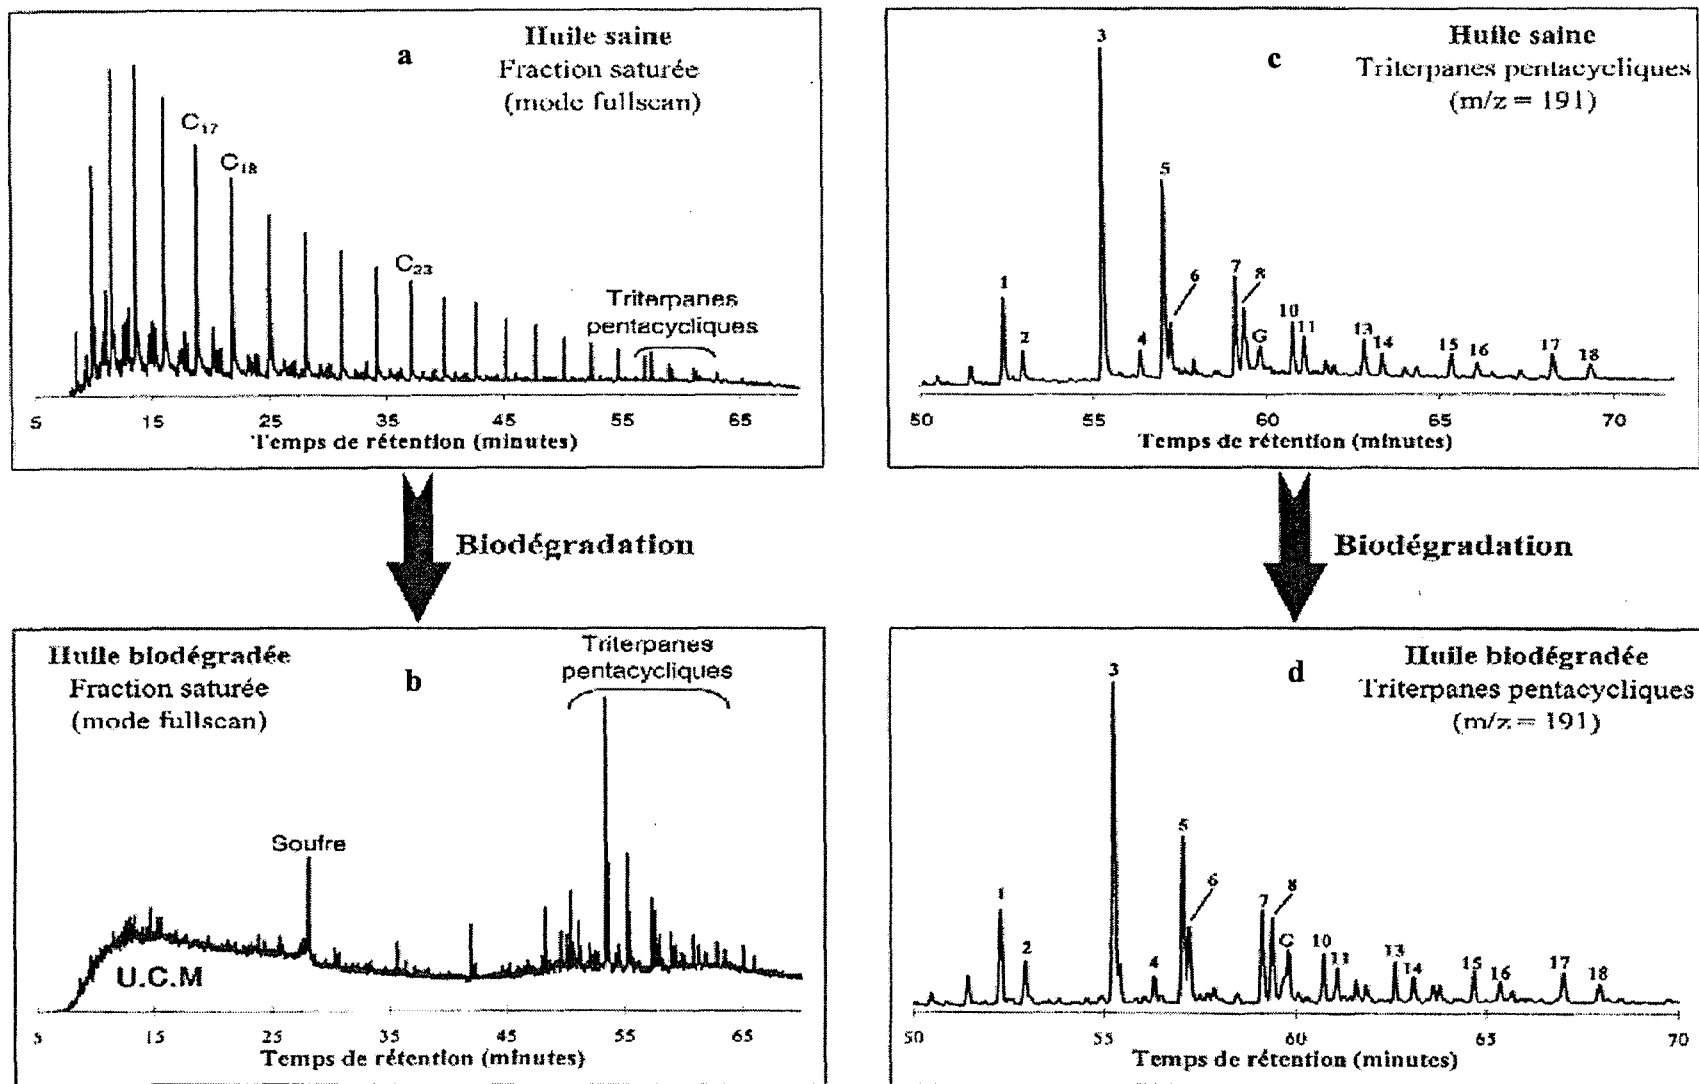 a
Huile saine
Fraction saturée
(mode fullscan)
C17
C18
C23
Triterpanes
pentacycliques
5 15 25 35 45 55 65
Temps de rétention (minutes)
c
Huile saine
Triterpanes pentacycliques
(m/z = 191)
1 2 3 4 5 6 7 8 G 10 11 13 14 15 16 17 18
50 55 60 65 70
Temps de rétention (minutes)
Biodégradation
Biodégradation
b
Huile biodégradée
Fraction saturée
(mode fullscan)
Triterpanes
pentacycliques
Soufre
U.C.M
5 15 25 35 45 55 65
Temps de rétention (minutes)
d
Huile biodégradée
Triterpanes pentacycliques
(m/z = 191)
1 2 3 4 5 6 7 8 G 10 11 13 14 15 16 17 18
50 55 60 65 70
Temps de rétention (minutes)